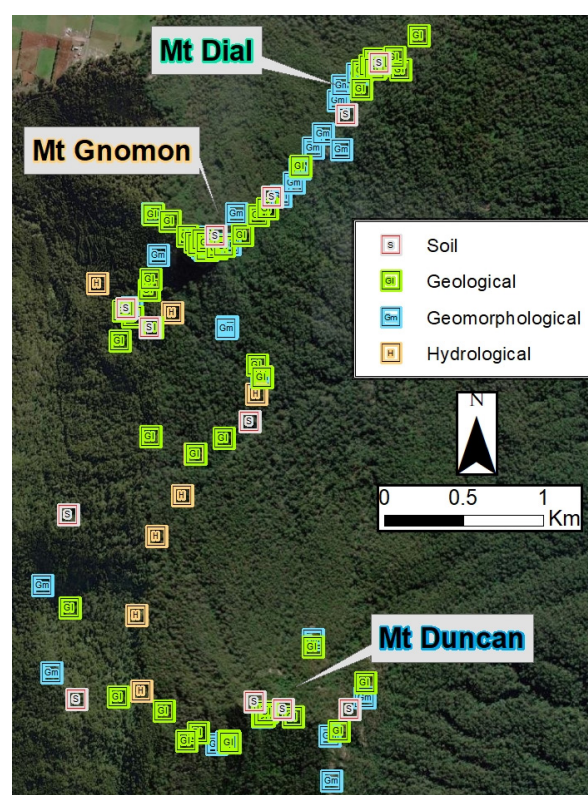 Mt Dial
Mt Gnomon
S Soil
Gl Geological
Gm Geomorphological
H Hydrological
N
0 0.5 1
Km
Mt Duncan